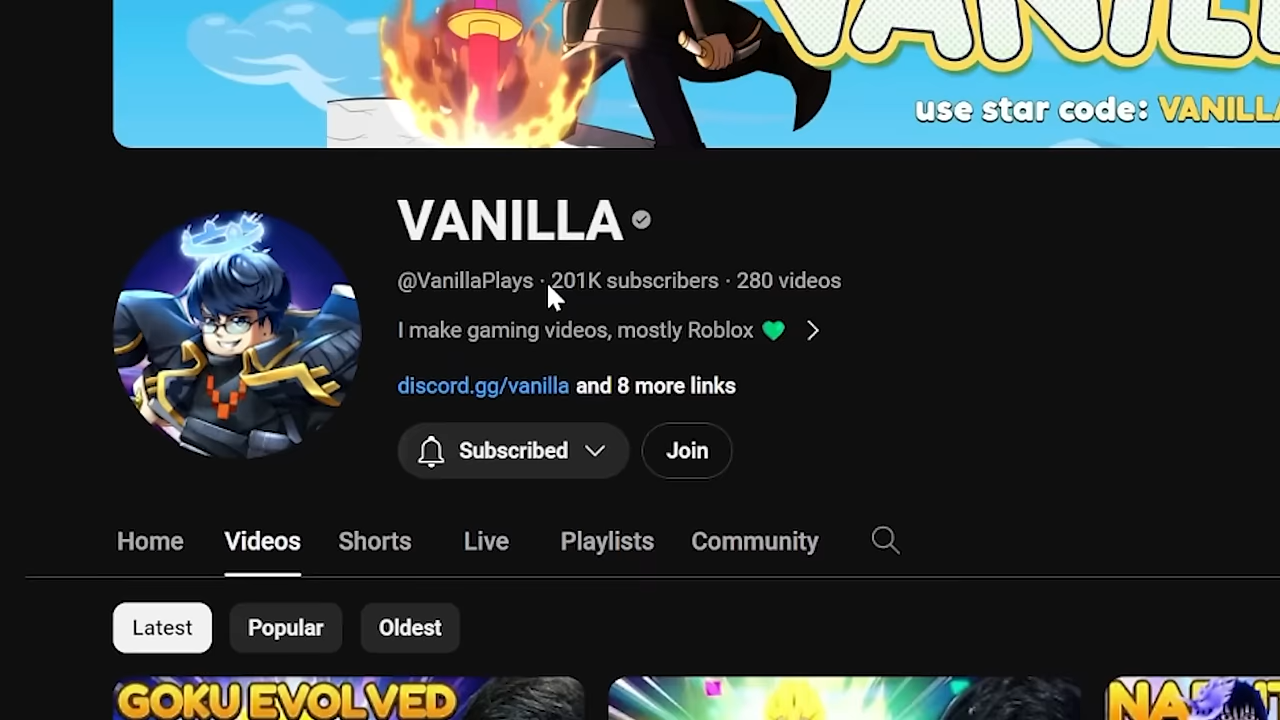 use star code: VANILLA
VANILLA
@VanillaPlays · 201K subscribers · 280 videos
I make gaming videos, mostly Roblox 💚
discord.gg/vanilla and 8 more links
Subscribed Join
Home Videos Shorts Live Playlists Community
Latest Popular Oldest
GOKU EVOLVED